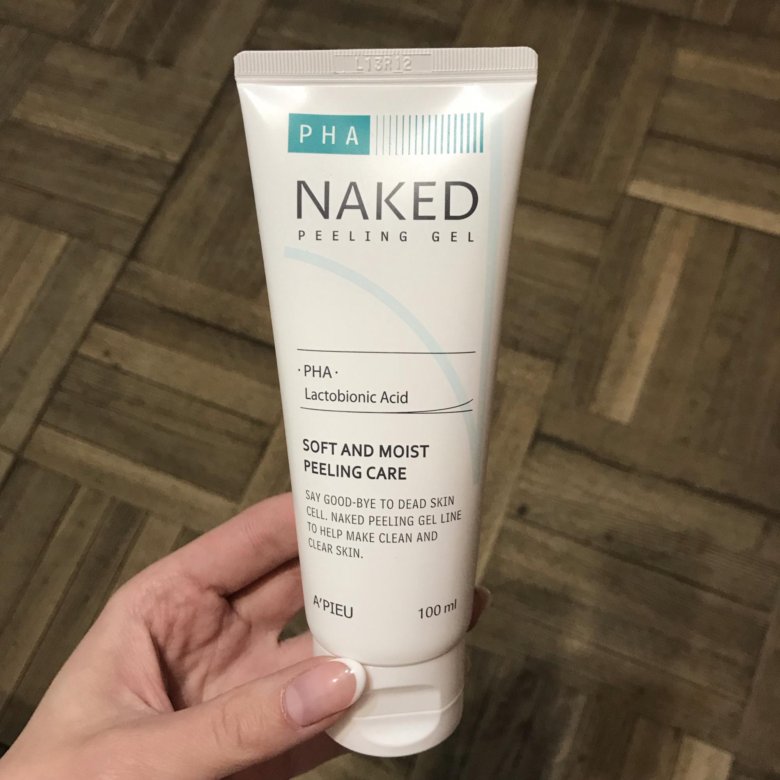 L13R12
PHA
NAKED
PEELING GEL
·PHA·
Lactobionic Acid
SOFT AND MOIST
PEELING CARE
SAY GOOD-BYE TO DEAD SKIN
CELL. NAKED PEELING GEL LINE
TO HELP MAKE CLEAN AND
CLEAR SKIN.
A'PIEU 100 ml